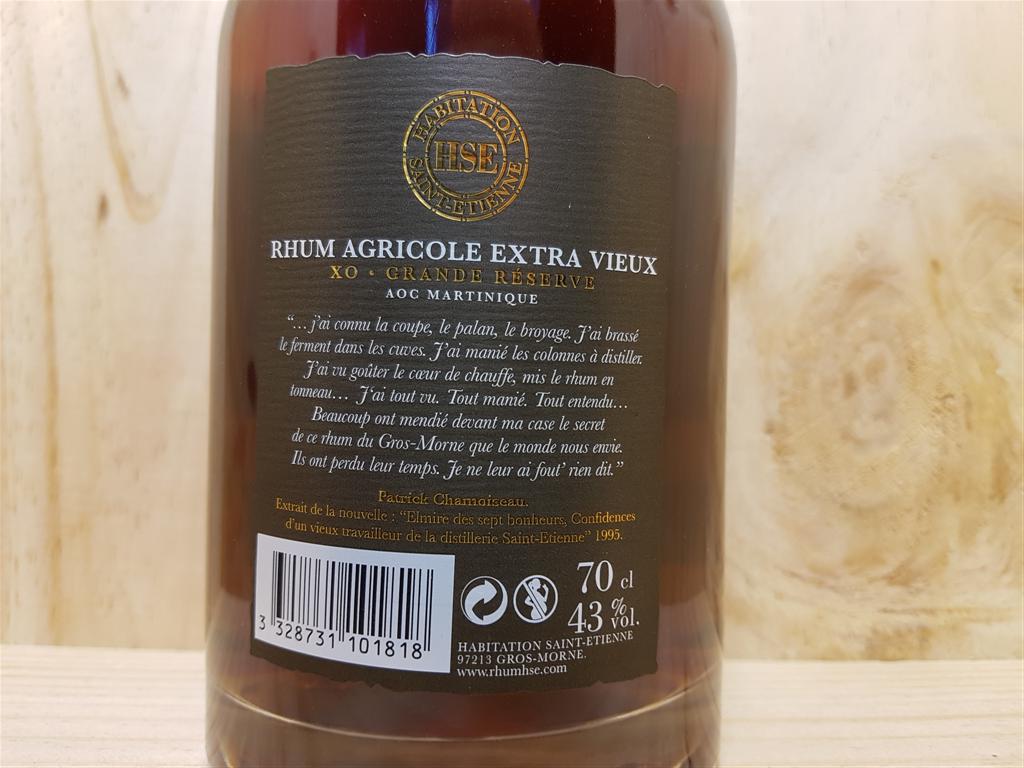 HABITATION
HSE
SAINT-ETIENNE
RHUM AGRICOLE EXTRA VIEUX
XO • GRANDE RÉSERVE
AOC MARTINIQUE
“... j'ai connu la coupe, le palan, le broyage. J'ai brassé
le ferment dans les cuves. J'ai manié les colonnes à distiller.
J'ai vu goûter le cœur de chauffe, mis le rhum en
tonneau... J'ai tout vu. Tout manié. Tout entendu...
Beaucoup ont mendié devant ma case le secret
de ce rhum du Gros-Morne que le monde nous envie.
Ils ont perdu leur temps. Je ne leur ai fout' rien dit.”
Patrick Chamoiseau.
Extrait de la nouvelle : “Elmire des sept bonheurs, Confidences
d'un vieux travailleur de la distillerie Saint-Etienne” 1995.
3 328731 101818
70 cl
43 % vol.
HABITATION SAINT-ETIENNE
97213 GROS-MORNE.
www.rhumhse.com